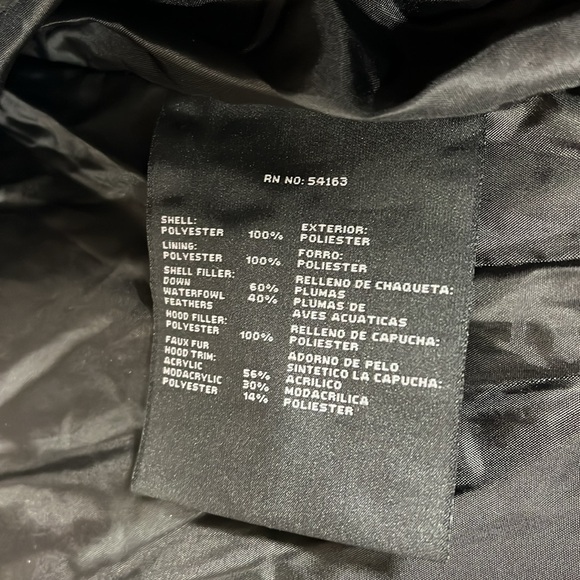 RN NO: 54163
SHELL:
POLYESTER 100%
LINING:
POLYESTER 100%
SHELL FILLER:
DOWN 60%
WATERFOWL 40%
FEATHERS
HOOD FILLER:
POLYESTER 100%
FAUX FUR
HOOD TRIM:
ACRYLIC 56%
MODACRYLIC 30%
POLYESTER 14%
EXTERIOR:
POLIESTER
FORRO:
POLIESTER
RELLENO DE CHAQUETA:
PLUMAS
PLUMAS DE
AVES ACUATICAS
RELLENO DE CAPUCHA:
POLIESTER
ADORNO DE PELO
SINTETICO LA CAPUCHA:
ACRILICO
MODACRILICA
POLIESTER